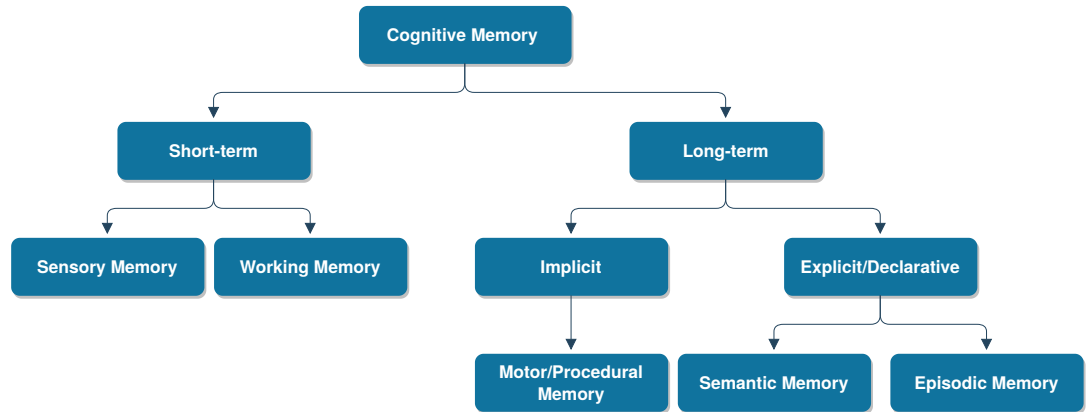 Cognitive Memory
Short-term
Long-term
Sensory Memory
Working Memory
Implicit
Explicit/Declarative
Motor/Procedural
Memory
Semantic Memory
Episodic Memory